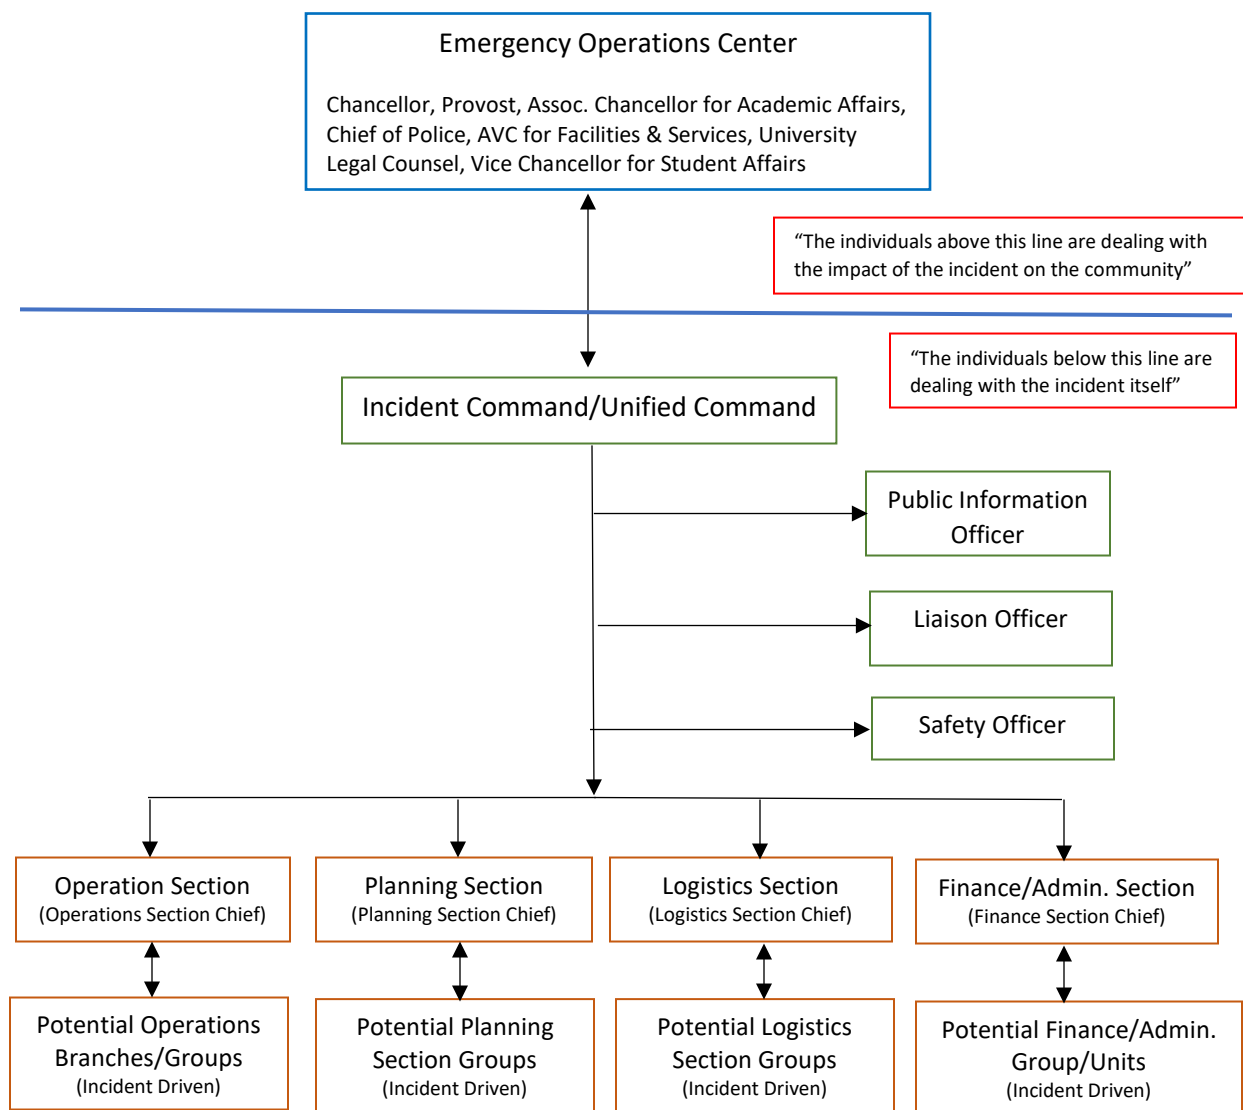 Emergency Operations Center
Chancellor, Provost, Assoc. Chancellor for Academic Affairs,
Chief of Police, AVC for Facilities & Services, University
Legal Counsel, Vice Chancellor for Student Affairs
“The individuals above this line are dealing with
the impact of the incident on the community”
“The individuals below this line are
dealing with the incident itself”
Incident Command/Unified Command
Public Information
Officer
Liaison Officer
Safety Officer
Operation Section
(Operations Section Chief)
Planning Section
(Planning Section Chief)
Logistics Section
(Logistics Section Chief)
Finance/Admin. Section
(Finance Section Chief)
Potential Operations
Branches/Groups
(Incident Driven)
Potential Planning
Section Groups
(Incident Driven)
Potential Logistics
Section Groups
(Incident Driven)
Potential Finance/Admin.
Group/Units
(Incident Driven)